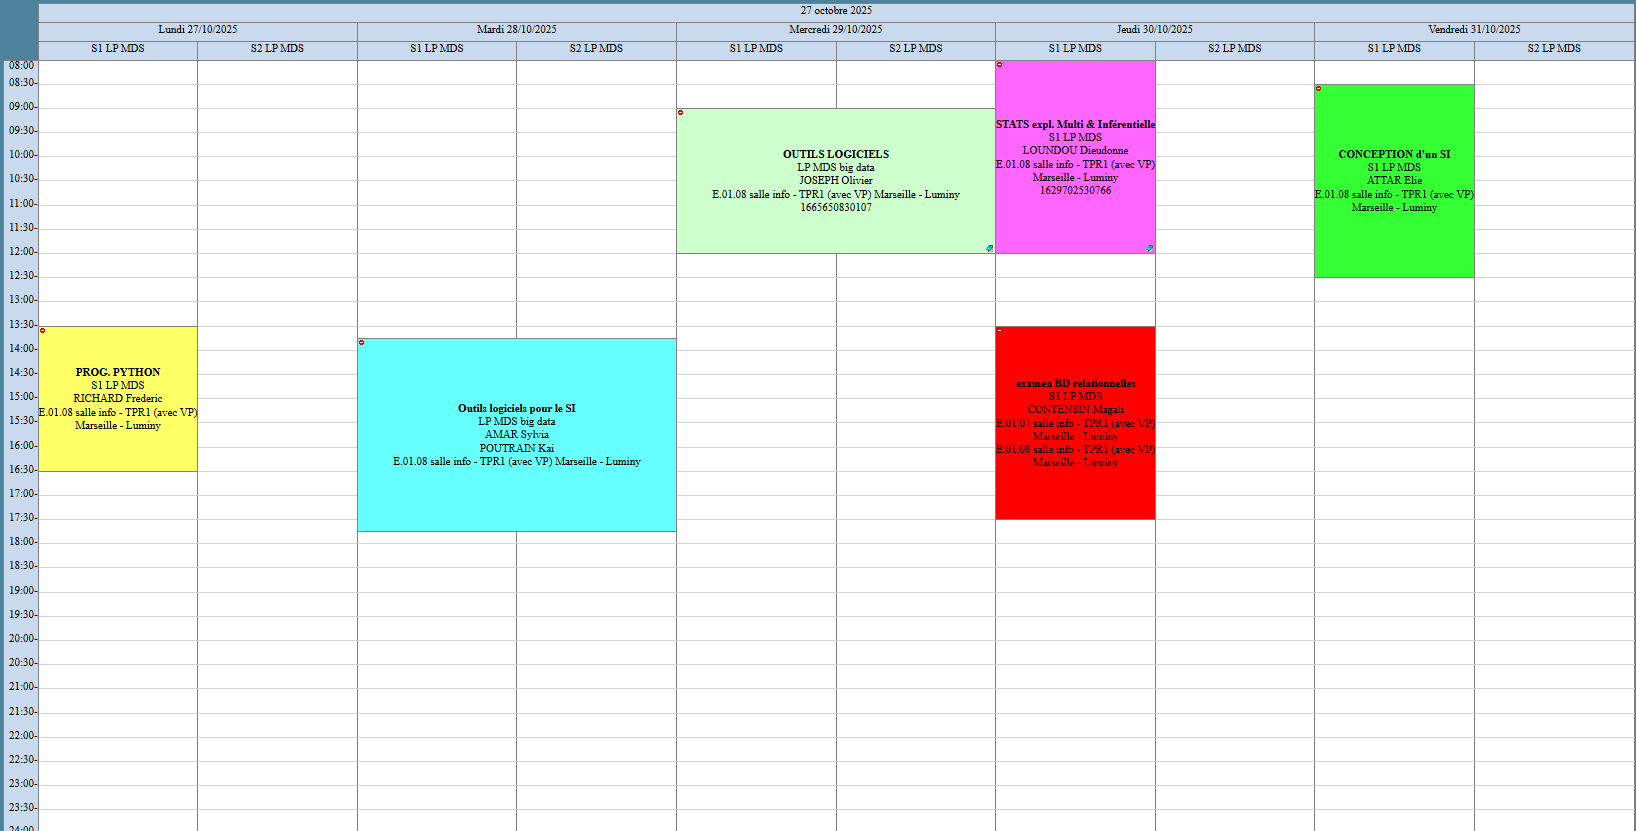 27 octobre 2025
Lundi 27/10/2025
Mardi 28/10/2025
Mercredi 29/10/2025
Jeudi 30/10/2025
Vendredi 31/10/2025
S1 LP MDS
S2 LP MDS
S1 LP MDS
S2 LP MDS
S1 LP MDS
S2 LP MDS
S1 LP MDS
S2 LP MDS
S1 LP MDS
S2 LP MDS
08:00
08:30-
09:00-
09:30-
10:00-
10:30-
11:00-
11:30-
12:00-
12:30-
13:00-
13:30-
14:00-
14:30-
15:00-
15:30-
16:00-
16:30-
17:00-
17:30-
18:00-
18:30-
19:00-
19:30-
20:00-
20:30-
21:00-
21:30-
22:00-
22:30-
23:00-
23:30-
24:00
PROG. PYTHON
S1 LP MDS
RICHARD Frederic
E.01.08 salle info - TPR1 (avec VP)
Marseille - Luminy
Outils logiciels pour le SI
LP MDS big data
AMAR Sylvia
POUTRAIN Kai
E.01.08 salle info - TPR1 (avec VP) Marseille - Luminy
OUTILS LOGICIELS
LP MDS big data
JOSEPH Olivier
E.01.08 salle info - TPR1 (avec VP) Marseille - Luminy
1665650830107
STATS expl. Multi & Inférentielle
S1 LP MDS
LOUNDOU Dieudonne
E.01.08 salle info - TPR1 (avec VP)
Marseille - Luminy
1629702530766
examen BD relationnelles
S1 LP MDS
CONTENSIN Magali
E.01.07 salle info - TPR1 (avec VP)
Marseille - Luminy
E.01.08 salle info - TPR1 (avec VP)
Marseille - Luminy
CONCEPTION d'un SI
S1 LP MDS
ATTAR Elie
E.01.08 salle info - TPR1 (avec VP)
Marseille - Luminy